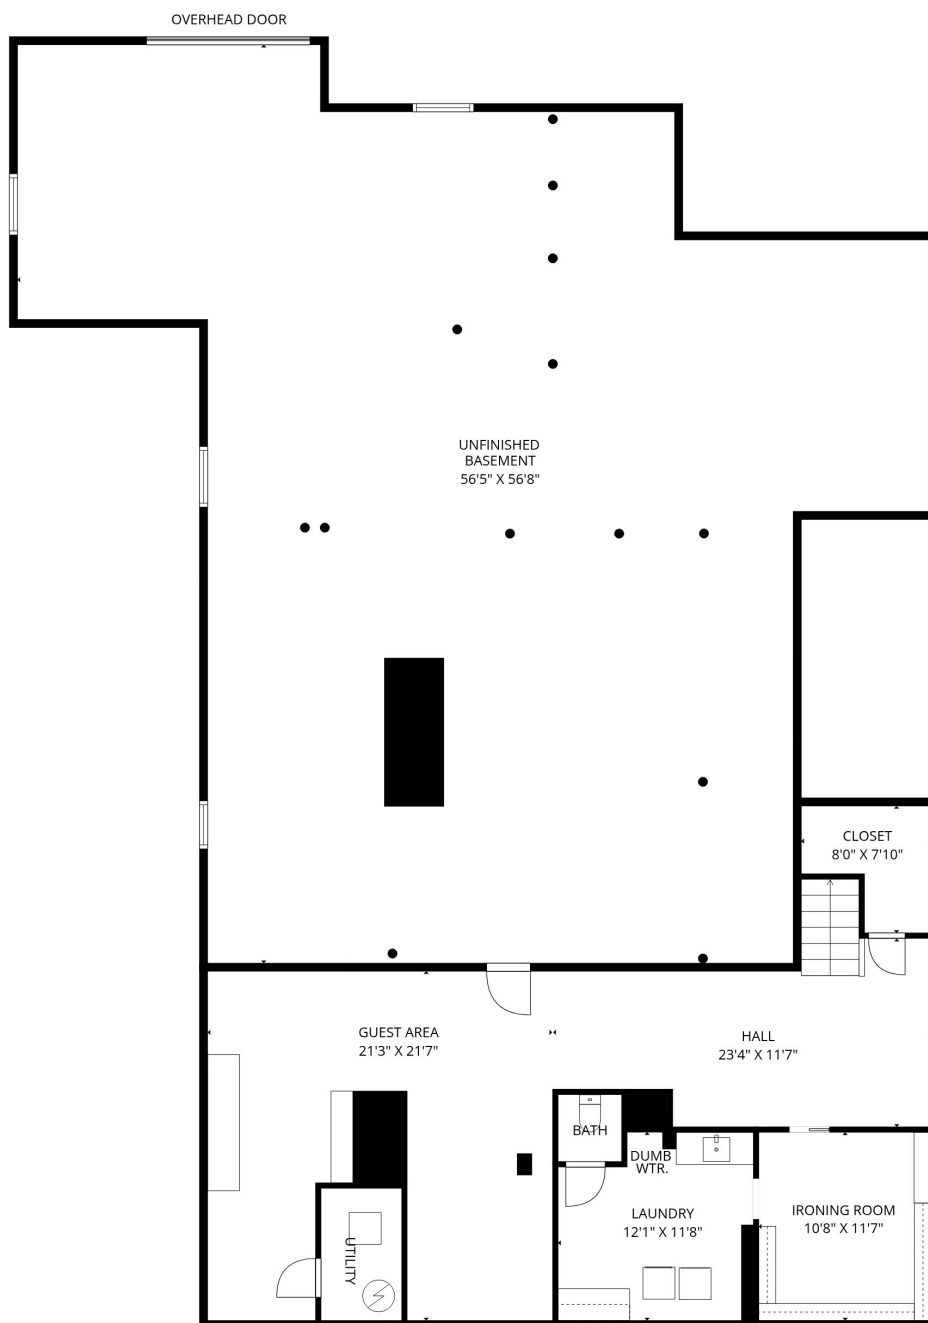 OVERHEAD DOOR
UNFINISHED
BASEMENT
56'5" X 56'8"
CLOSET
8'0" X 7'10"
GUEST AREA
21'3" X 21'7"
HALL
23'4" X 11'7"
BATH
DUMB
WTR.
LAUNDRY
12'1" X 11'8"
IRONING ROOM
10'8" X 11'7"
UTILITY